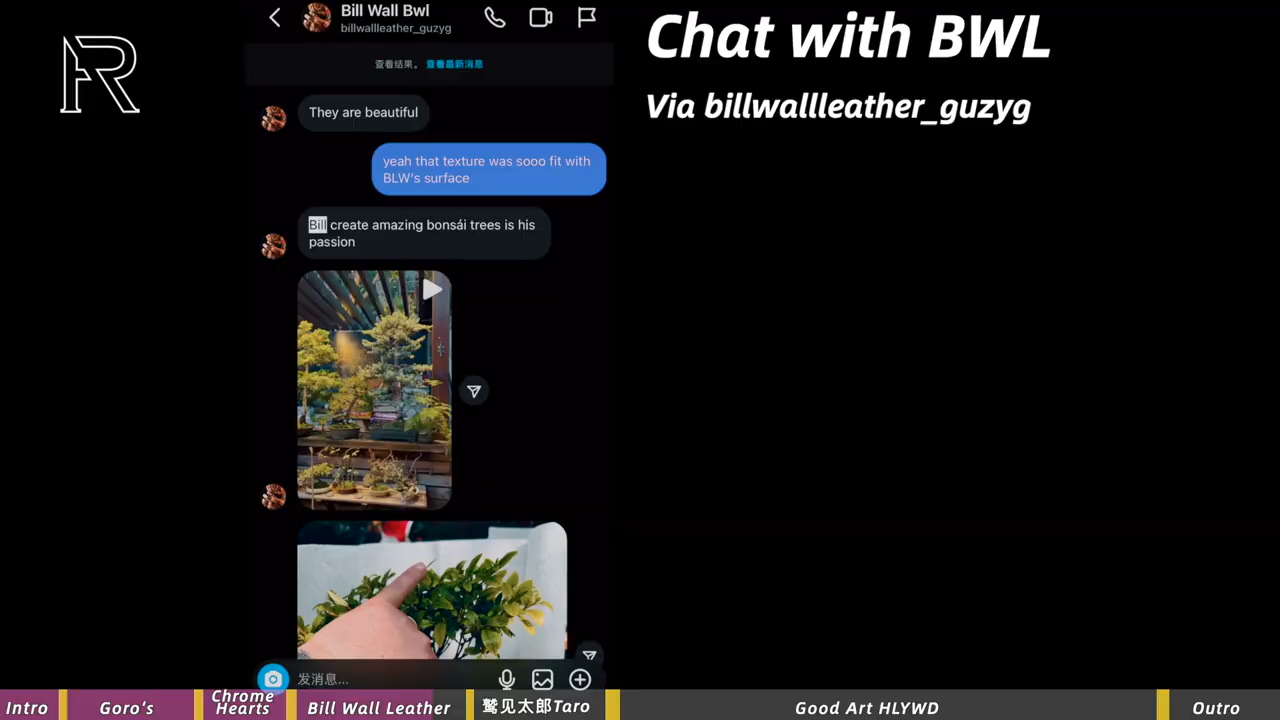 Bill Wall Bwl
billwallleather_guzyg
查看结果。 查看最新消息
They are beautiful
yeah that texture was sooo fit with
BLW's surface
Bill create amazing bonsái trees is his
passion
发消息...
Chat with BWL
Via billwallleather_guzyg
Intro
Goro's
Chrome
Hearts
Bill Wall Leather
鹫见太郎Taro
Good Art HLYWD
Outro